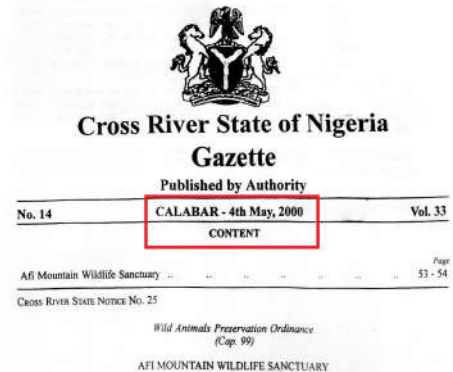 Cross River State of Nigeria
Gazette
Published by Authority
No. 14 CALABAR - 4th May, 2000 Vol. 33
CONTENT
Page
Afi Mountain Wildlife Sanctuary .. .. .. .. .. .. 53 - 54
CROSS RIVER STATE NOTICE NO. 25
Wild Animals Preservation Ordinance
(Cap. 99)
AFI MOUNTAIN WILDLIFE SANCTUARY